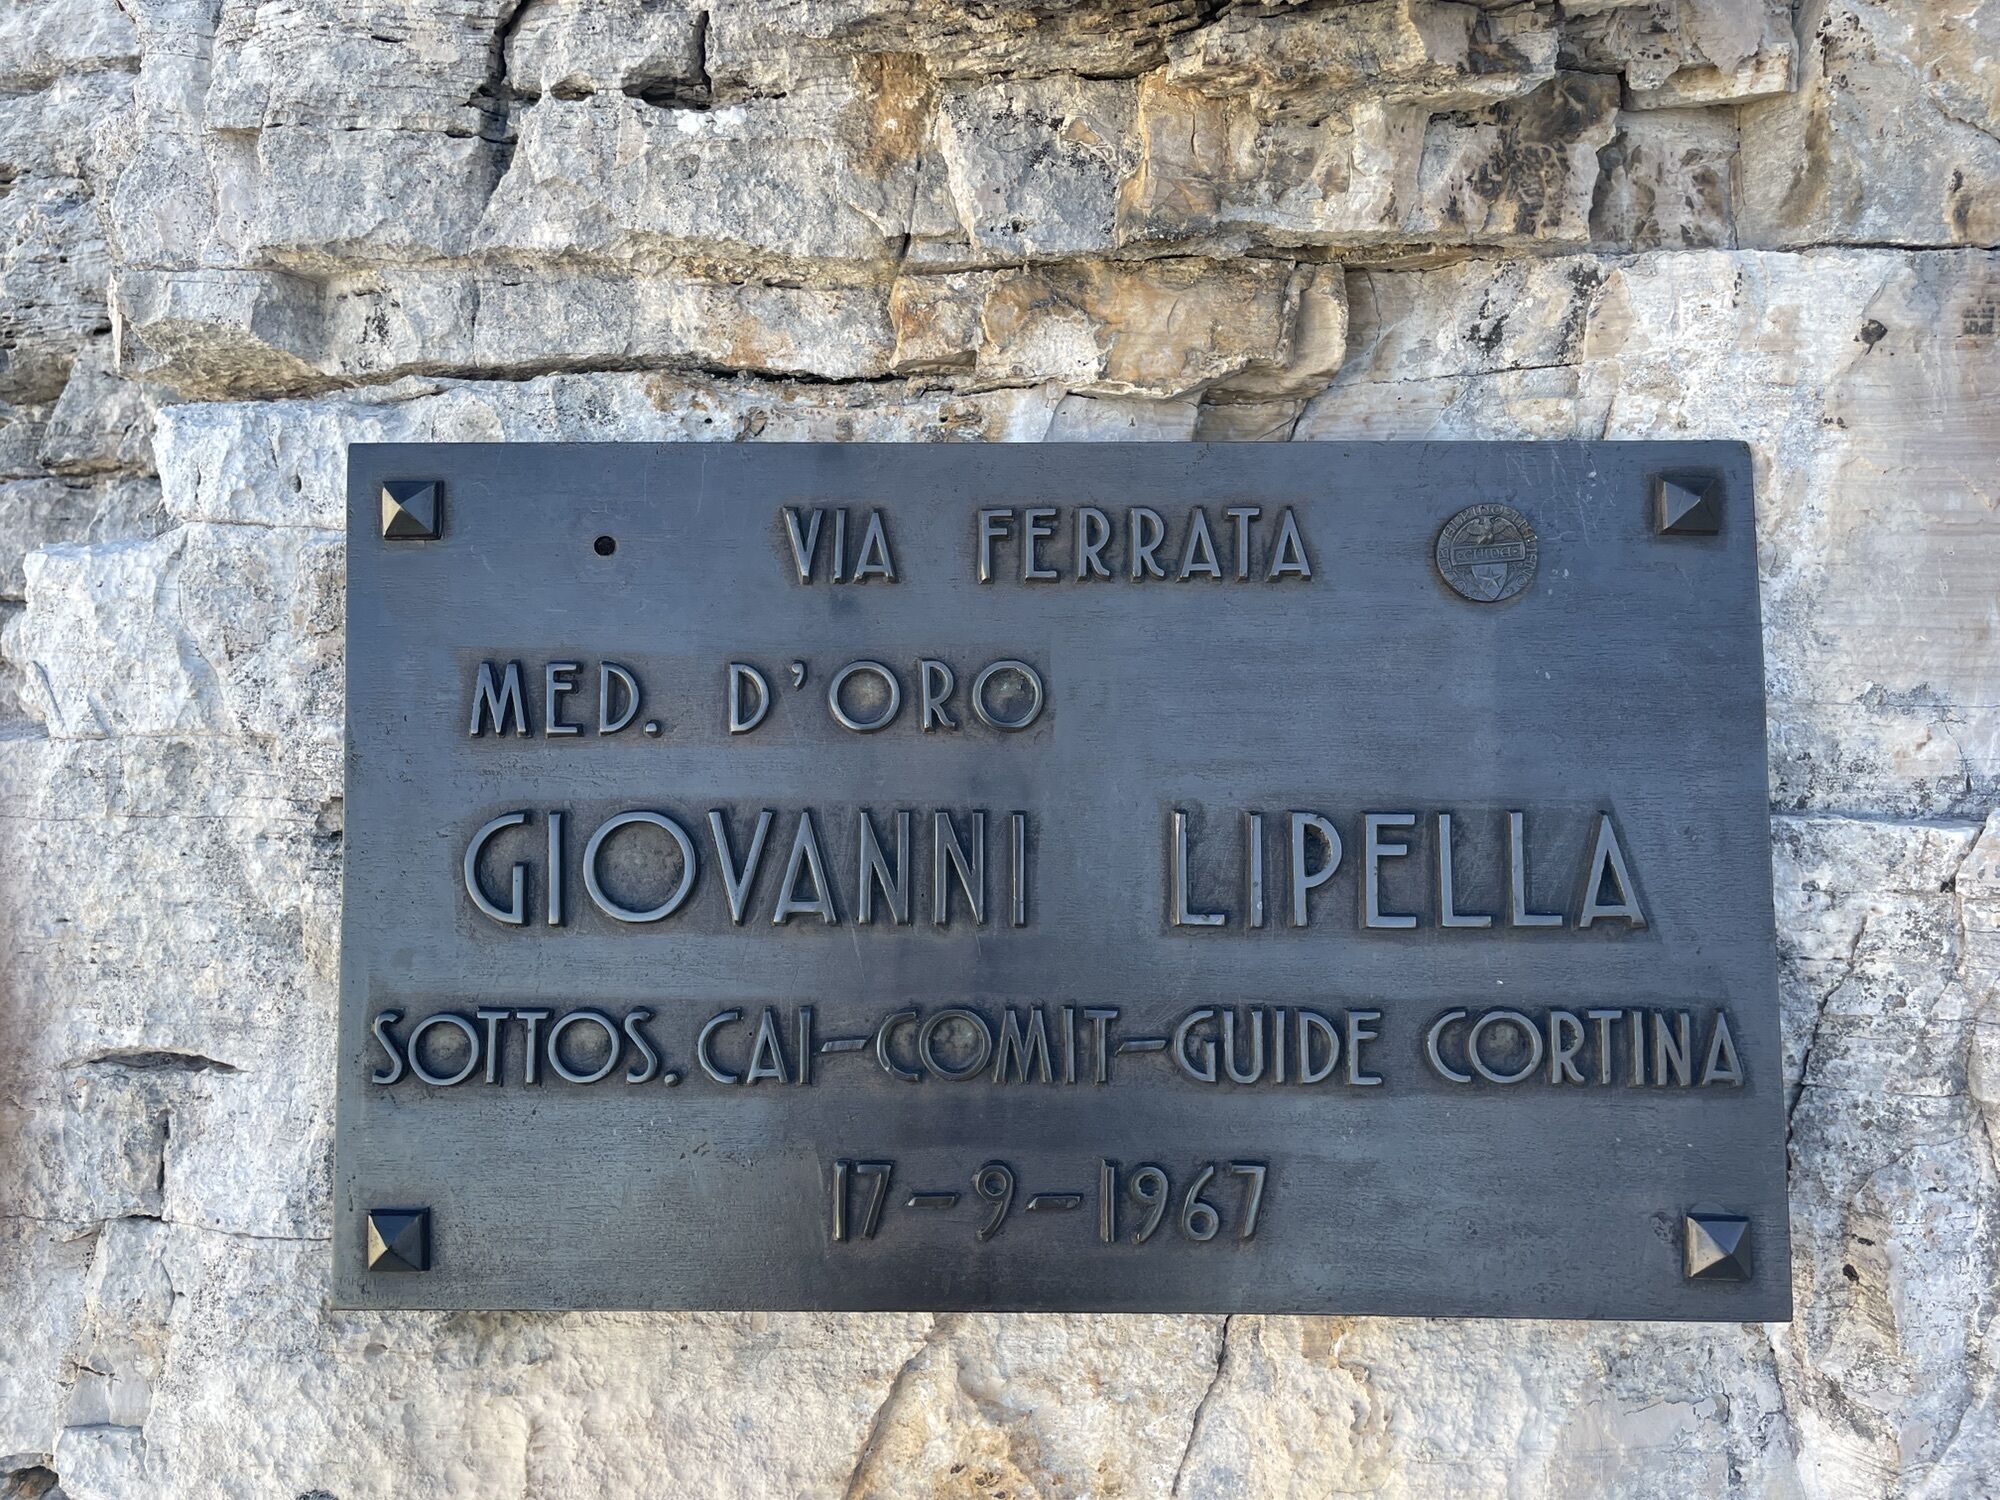 VIA FERRATA
MED. D'ORO
GIOVANNI LIPELLA
SOTTOS. CAI-COMIT-GUIDE CORTINA
17-9-1967